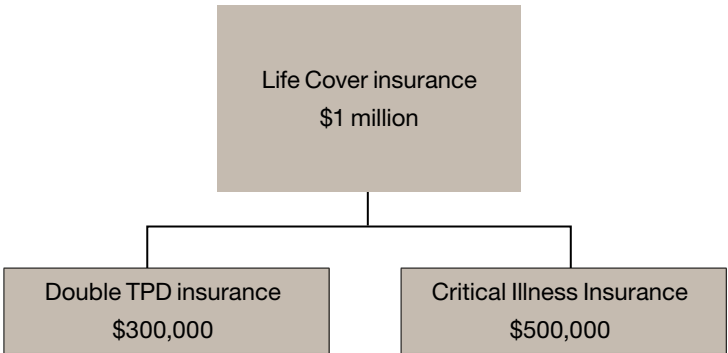 Life Cover insurance
$1 million
Double TPD insurance
$300,000
Critical Illness Insurance
$500,000